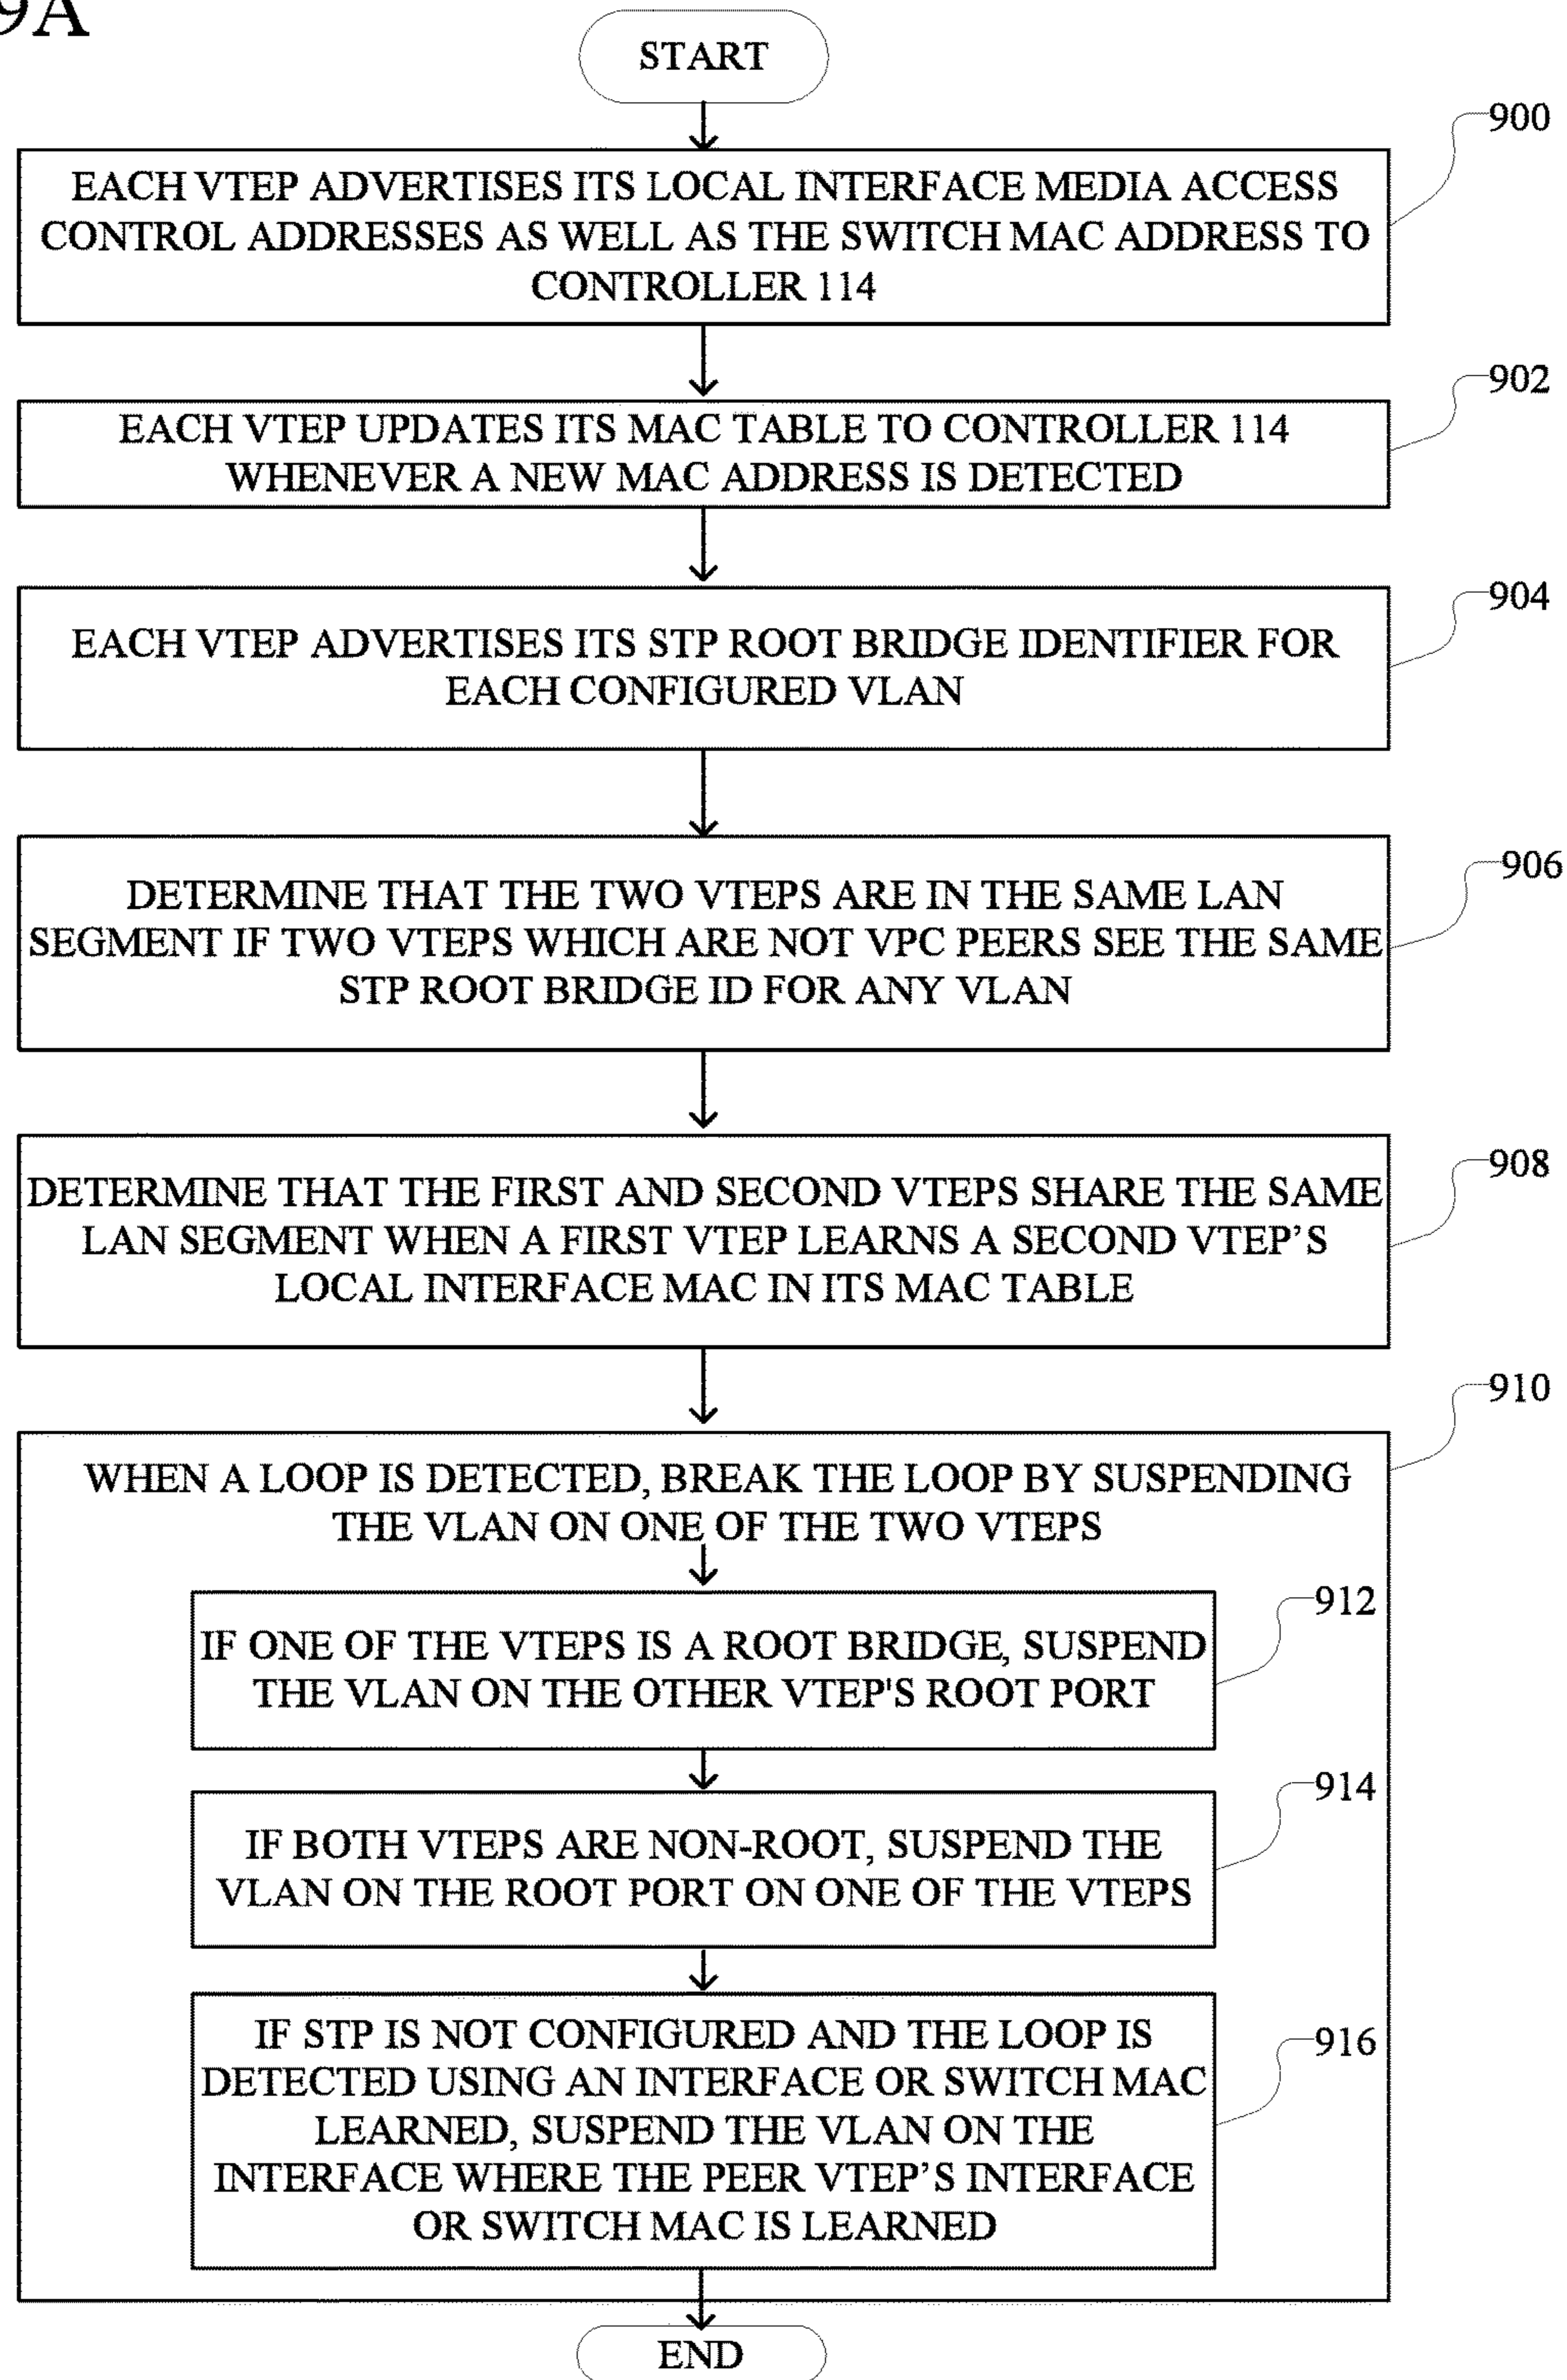 9A
START
900
EACH VTEP ADVERTISES ITS LOCAL INTERFACE MEDIA ACCESS
CONTROL ADDRESSES AS WELL AS THE SWITCH MAC ADDRESS TO
CONTROLLER 114
902
EACH VTEP UPDATES ITS MAC TABLE TO CONTROLLER 114
WHENEVER A NEW MAC ADDRESS IS DETECTED
904
EACH VTEP ADVERTISES ITS STP ROOT BRIDGE IDENTIFIER FOR
EACH CONFIGURED VLAN
906
DETERMINE THAT THE TWO VTEPS ARE IN THE SAME LAN
SEGMENT IF TWO VTEPS WHICH ARE NOT VPC PEERS SEE THE SAME
STP ROOT BRIDGE ID FOR ANY VLAN
908
DETERMINE THAT THE FIRST AND SECOND VTEPS SHARE THE SAME
LAN SEGMENT WHEN A FIRST VTEP LEARNS A SECOND VTEP'S
LOCAL INTERFACE MAC IN ITS MAC TABLE
910
WHEN A LOOP IS DETECTED, BREAK THE LOOP BY SUSPENDING
THE VLAN ON ONE OF THE TWO VTEPS
912
IF ONE OF THE VTEPS IS A ROOT BRIDGE, SUSPEND
THE VLAN ON THE OTHER VTEP'S ROOT PORT
914
IF BOTH VTEPS ARE NON-ROOT, SUSPEND THE
VLAN ON THE ROOT PORT ON ONE OF THE VTEPS
916
IF STP IS NOT CONFIGURED AND THE LOOP IS
DETECTED USING AN INTERFACE OR SWITCH MAC
LEARNED, SUSPEND THE VLAN ON THE
INTERFACE WHERE THE PEER VTEP'S INTERFACE
OR SWITCH MAC IS LEARNED
END